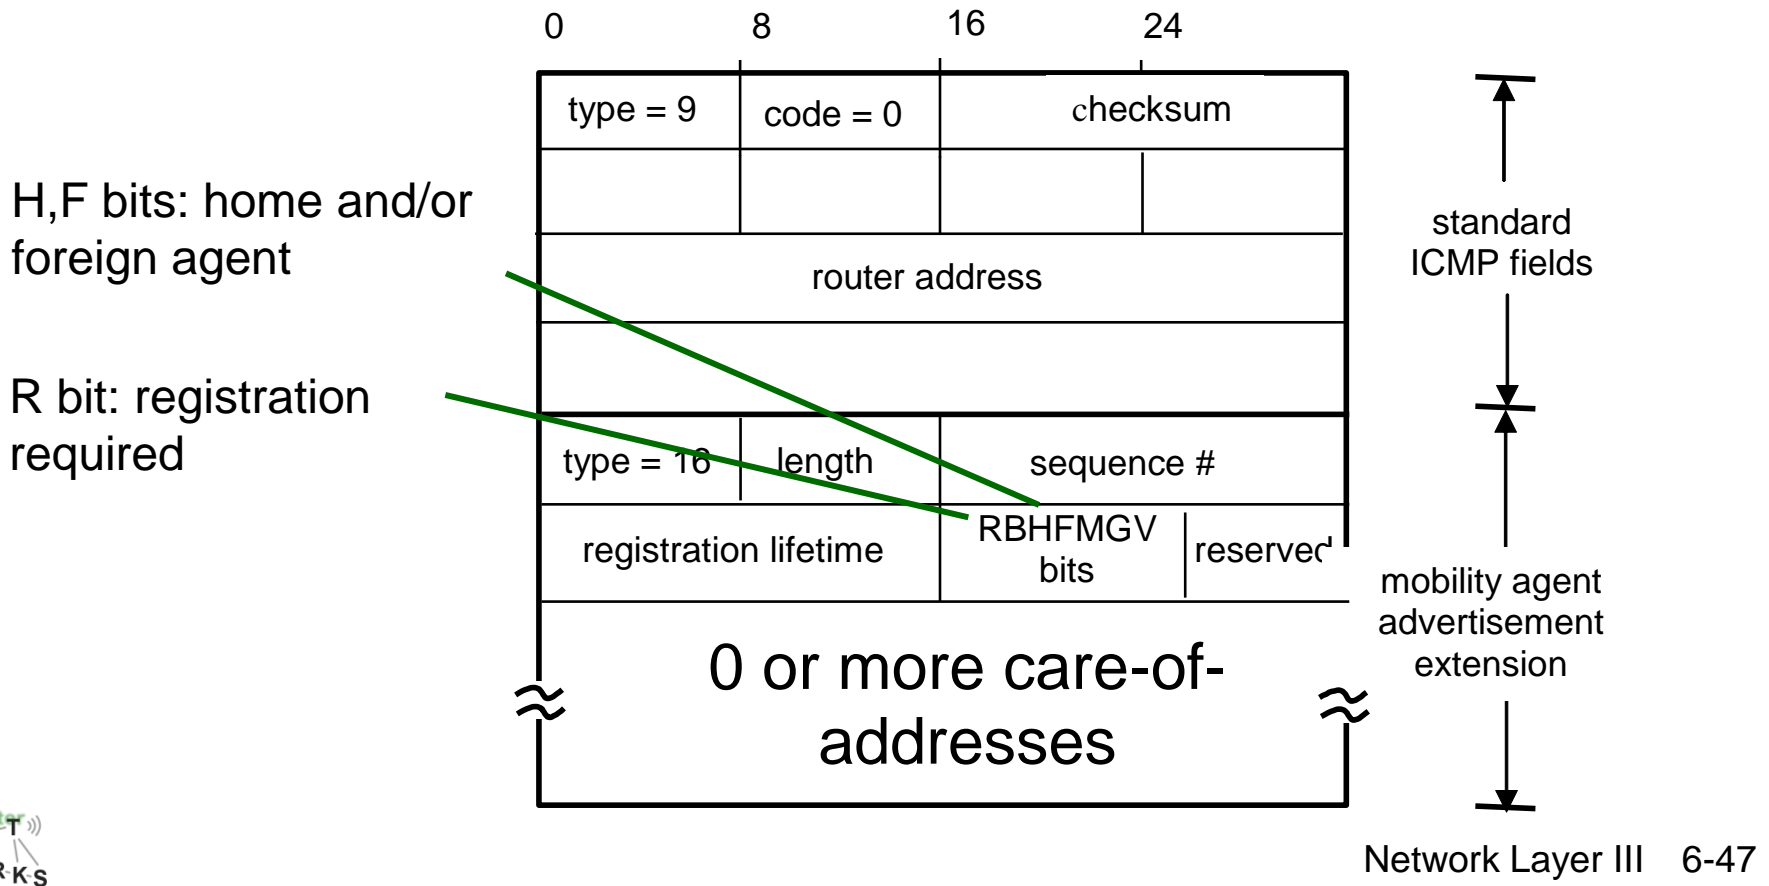 0 8 16 24
type = 9 code = 0 checksum
H,F bits: home and/or
foreign agent
router address
standard
ICMP fields
R bit: registration
required
type = 16 length sequence #
registration lifetime
RBHFMGV
bits
reserved
mobility agent
advertisement
extension
0 or more care-of-
addresses
T
R-K-S
Network Layer III 6-47